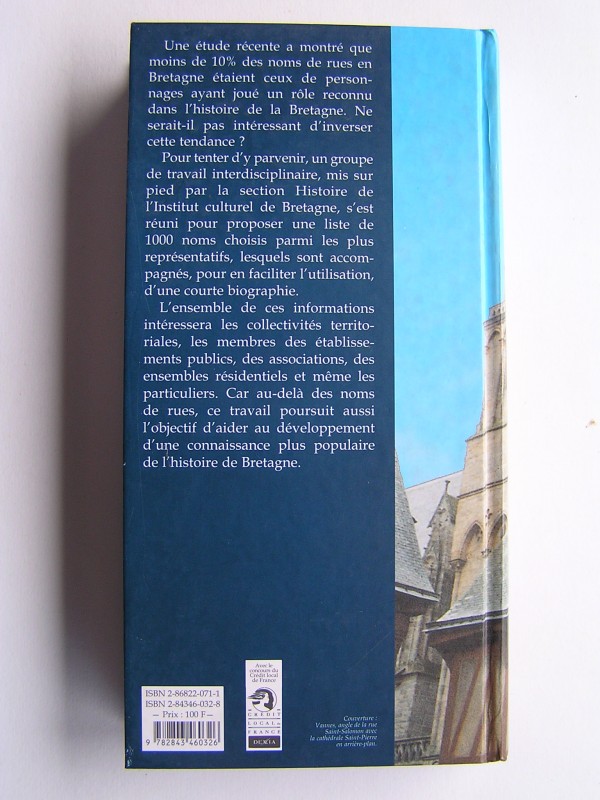 Une étude récente a montré que
moins de 10% des noms de rues en
Bretagne étaient ceux de person-
nages ayant joué un rôle reconnu
dans l'histoire de la Bretagne. Ne
serait-il pas intéressant d'inverser
cette tendance ?
Pour tenter d'y parvenir, un groupe
de travail interdisciplinaire, mis sur
pied par la section Histoire de
l'Institut culturel de Bretagne, s'est
réuni pour proposer une liste de
1000 noms choisis parmi les plus
représentatifs, lesquels sont accom-
pagnés, pour en faciliter l'utilisation,
d'une courte biographie.
L'ensemble de ces informations
intéressera les collectivités territo-
riales, les membres des établisse-
ments publics, des associations, des
ensembles résidentiels et même les
particuliers. Car au-delà des noms
de rues, ce travail poursuit aussi
l'objectif d'aider au développement
d'une connaissance plus populaire
de l'histoire de Bretagne.
ISBN 2-86822-071-1
ISBN 2-84346-032-8
— Prix : 100 F —
9 782843 460326
Avec le
concours du
Crédit local
de France
CRÉDIT
LOCAL DE
FRANCE
DEXIA
Couverture :
Vannes, angle de la rue
Saint-Salomon avec
la cathédrale Saint-Pierre
en arrière-plan.